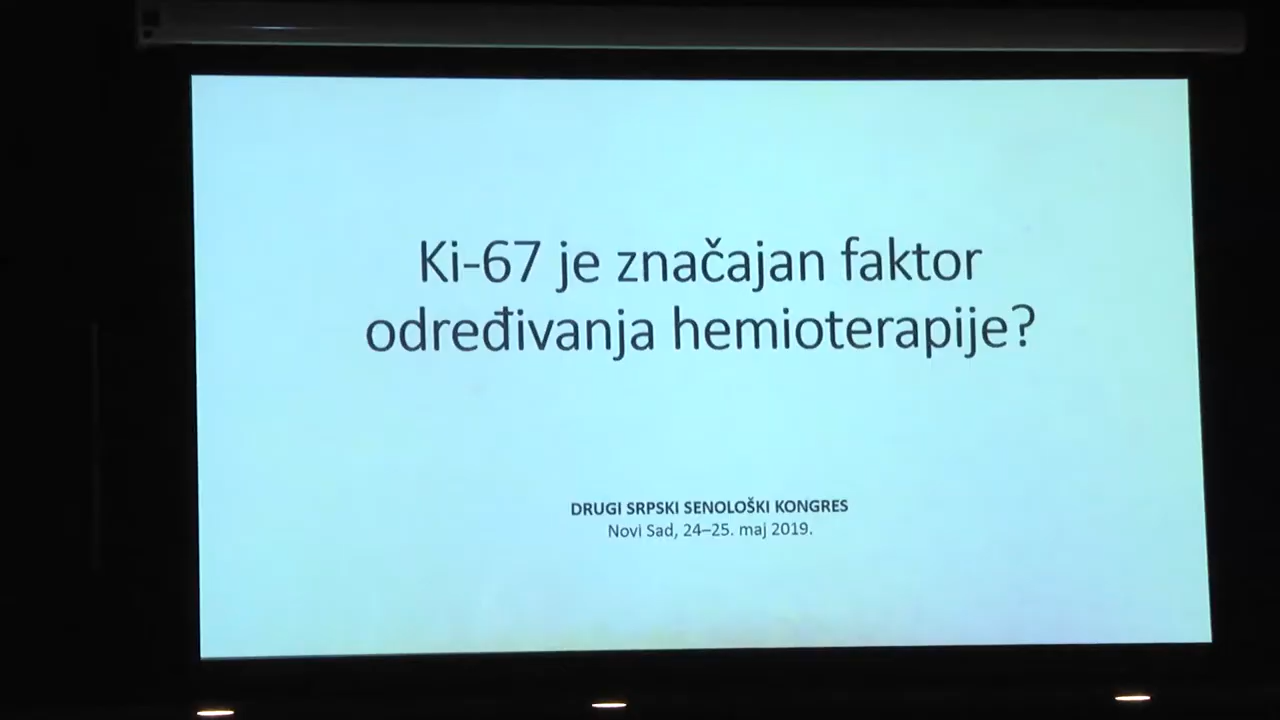 Ki-67 je značajan faktor
određivanja hemioterapije?
DRUGI SRPSKI SENOLOŠKI KONGRES
Novi Sad, 24–25. maj 2019.